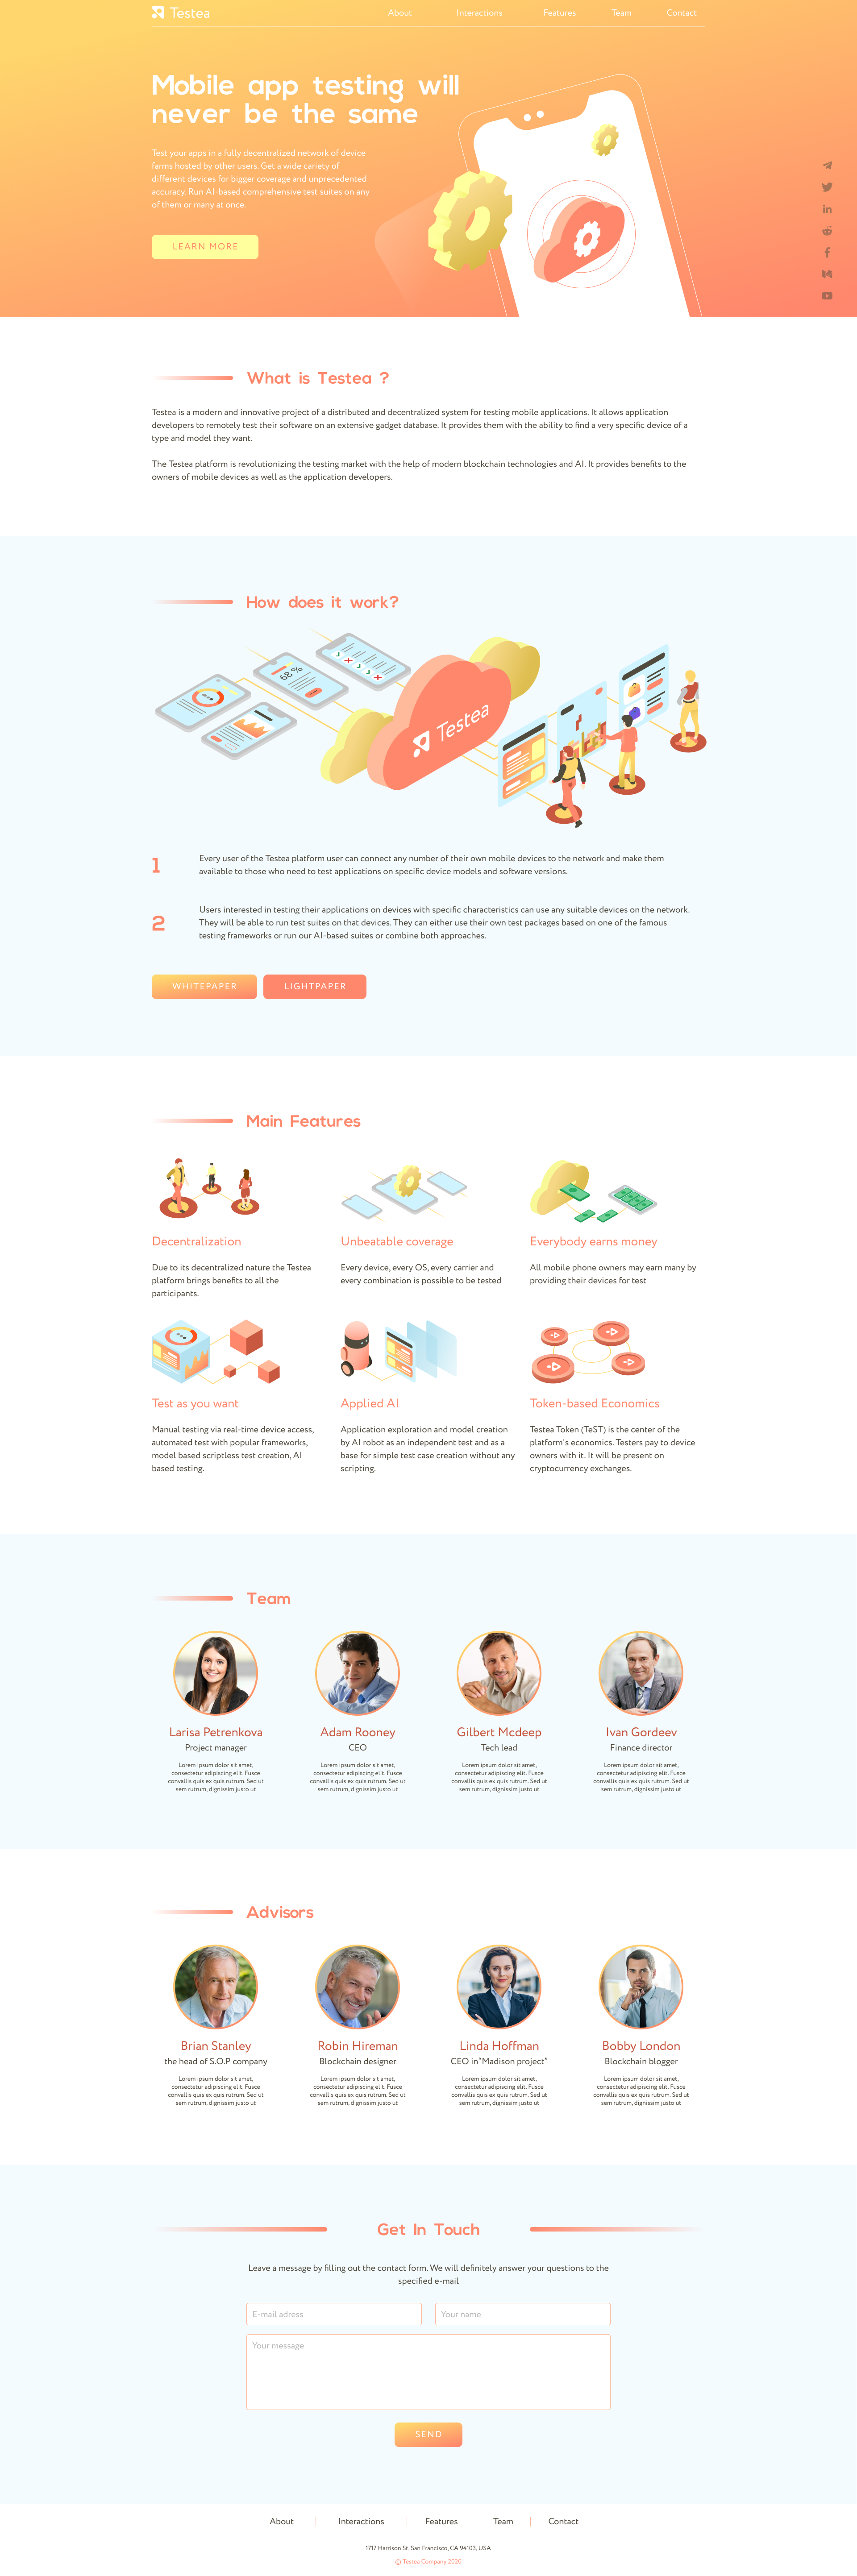 Testea
About
Interactions
Features
Team
Contact
Mobile app testing will
never be the same
Test your apps in a fully decentralized network of device
farms hosted by other users. Get a wide cariety of
different devices for bigger coverage and unprecedented
accuracy. Run AI-based comprehensive test suites on any
of them or many at once.
LEARN MORE
What is Testea ?
Testea is a modern and innovative project of a distributed and decentralized system for testing mobile applications. It allows application
developers to remotely test their software on an extensive gadget database. It provides them with the ability to find a very specific device of a
type and model they want.
The Testea platform is revolutionizing the testing market with the help of modern blockchain technologies and AI. It provides benefits to the
owners of mobile devices as well as the application developers.
How does it work?
68 %
Testea
1
Every user of the Testea platform user can connect any number of their own mobile devices to the network and make them
available to those who need to test applications on specific device models and software versions.
2
Users interested in testing their applications on devices with specific characteristics can use any suitable devices on the network.
They will be able to run test suites on that devices. They can either use their own test packages based on one of the famous
testing frameworks or run our AI-based suites or combine both approaches.
WHITEPAPER
LIGHTPAPER
Main Features
Decentralization
Due to its decentralized nature the Testea
platform brings benefits to all the
participants.
Unbeatable coverage
Every device, every OS, every carrier and
every combination is possible to be tested
Everybody earns money
All mobile phone owners may earn many by
providing their devices for test
Test as you want
Manual testing via real-time device access,
automated test with popular frameworks,
model based scriptless test creation, AI
based testing.
Applied AI
Application exploration and model creation
by AI robot as an independent test and as a
base for simple test case creation without any
scripting.
Token-based Economics
Testea Token (TeST) is the center of the
platform's economics. Testers pay to device
owners with it. It will be present on
cryptocurrency exchanges.
Team
Larisa Petrenkova
Project manager
Lorem ipsum dolor sit amet,
consectetur adipiscing elit. Fusce
convallis quis ex quis rutrum. Sed ut
sem rutrum, dignissim justo ut
Adam Rooney
CEO
Lorem ipsum dolor sit amet,
consectetur adipiscing elit. Fusce
convallis quis ex quis rutrum. Sed ut
sem rutrum, dignissim justo ut
Gilbert Mcdeep
Tech lead
Lorem ipsum dolor sit amet,
consectetur adipiscing elit. Fusce
convallis quis ex quis rutrum. Sed ut
sem rutrum, dignissim justo ut
Ivan Gordeev
Finance director
Lorem ipsum dolor sit amet,
consectetur adipiscing elit. Fusce
convallis quis ex quis rutrum. Sed ut
sem rutrum, dignissim justo ut
Advisors
Brian Stanley
the head of S.O.P company
Lorem ipsum dolor sit amet,
consectetur adipiscing elit. Fusce
convallis quis ex quis rutrum. Sed ut
sem rutrum, dignissim justo ut
Robin Hireman
Blockchain designer
Lorem ipsum dolor sit amet,
consectetur adipiscing elit. Fusce
convallis quis ex quis rutrum. Sed ut
sem rutrum, dignissim justo ut
Linda Hoffman
CEO in"Madison project"
Lorem ipsum dolor sit amet,
consectetur adipiscing elit. Fusce
convallis quis ex quis rutrum. Sed ut
sem rutrum, dignissim justo ut
Bobby London
Blockchain blogger
Lorem ipsum dolor sit amet,
consectetur adipiscing elit. Fusce
convallis quis ex quis rutrum. Sed ut
sem rutrum, dignissim justo ut
Get In Touch
Leave a message by filling out the contact form. We will definitely answer your questions to the
specified e-mail
E-mail adress
Your name
Your message
SEND
About
Interactions
Features
Team
Contact
1717 Harrison St, San Francisco, CA 94103, USA
© Testea Company 2020